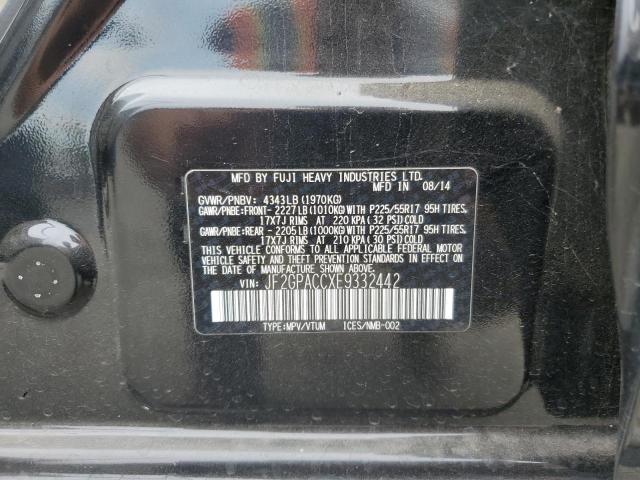 MFD BY FUJI HEAVY INDUSTRIES LTD.
MFD IN 08/14
GVWR/PNBV: 4343LB (1970KG)
GAWR/PNBE:FRONT- 2227LB(1010KG)WITH P225/55R17 95H TIRES,
17X7J RIMS AT 220 KPA (32 PSI)COLD
GAWR/PNBE:REAR - 2205LB(1000KG)WITH P225/55R17 95H TIRES,
17X7J RIMS AT 210 KPA (30 PSI)COLD
THIS VEHICLE CONFORMS TO ALL APPLICABLE FEDERAL MOTOR
VEHICLE SAFETY STANDARDS IN EFFECT ON THE DATE
OF MANUFACTURE SHOWN ABOVE.
VIN: JF2GPACCXE9332442
TYPE:MPV/VTUM ICES/NMB-002